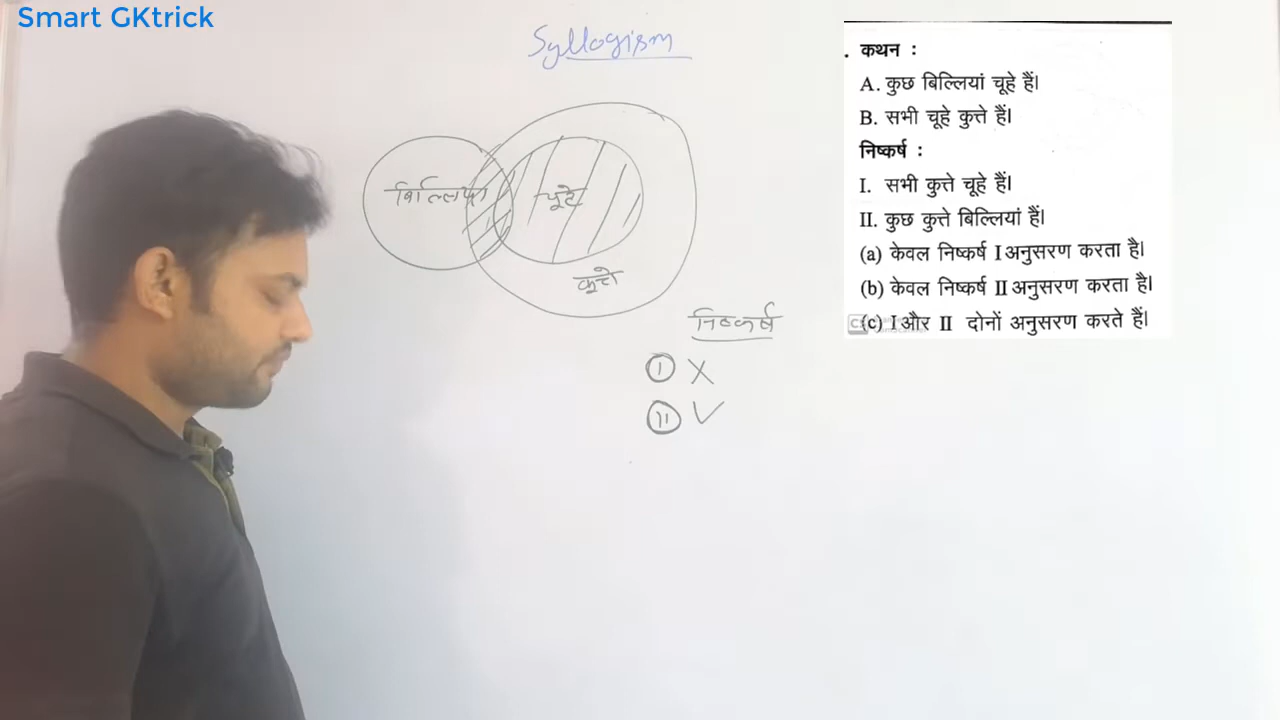 Smart GKtrick
Syllogism
बिल्लियां
चूहे
कुत्ते
निष्कर्ष
I X
II ✓
. कथन :
A. कुछ बिल्लियां चूहे हैं।
B. सभी चूहे कुत्ते हैं।
निष्कर्ष :
I. सभी कुत्ते चूहे हैं।
II. कुछ कुत्ते बिल्लियां हैं।
(a) केवल निष्कर्ष I अनुसरण करता है।
(b) केवल निष्कर्ष II अनुसरण करता है।
(c) I और II दोनों अनुसरण करते हैं।